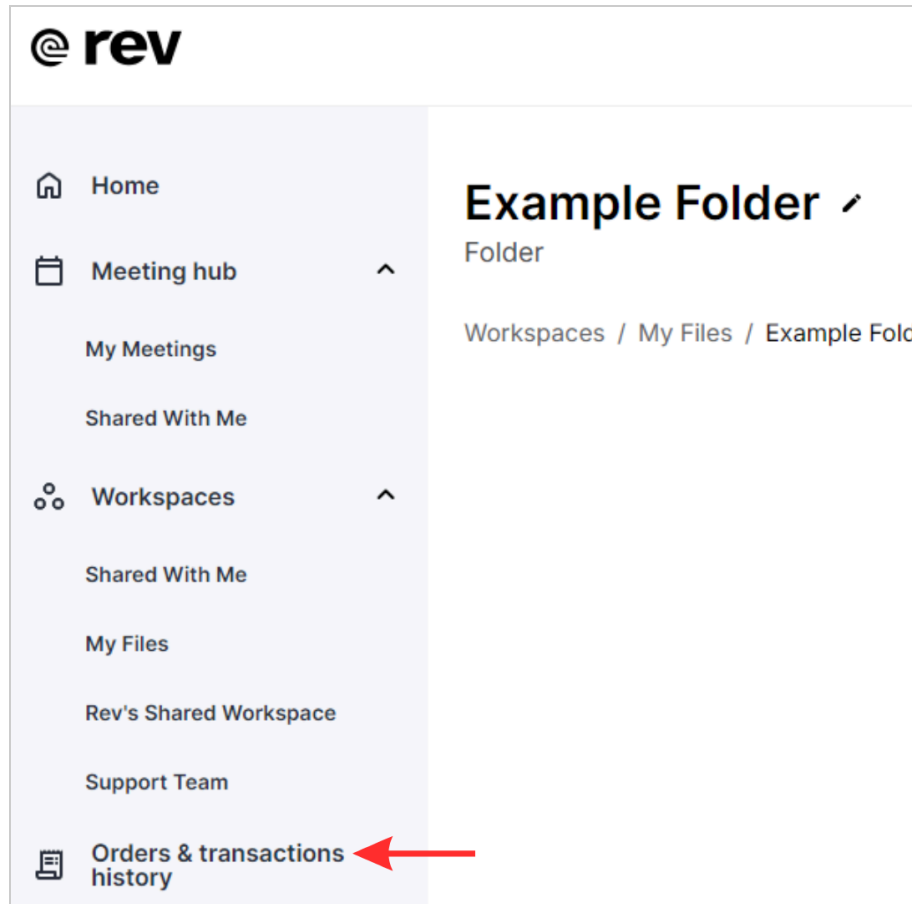 rev
Home
Meeting hub
My Meetings
Shared With Me
Workspaces
Shared With Me
My Files
Rev's Shared Workspace
Support Team
Orders & transactions
history
Example Folder
Folder
Workspaces / My Files / Example Fold